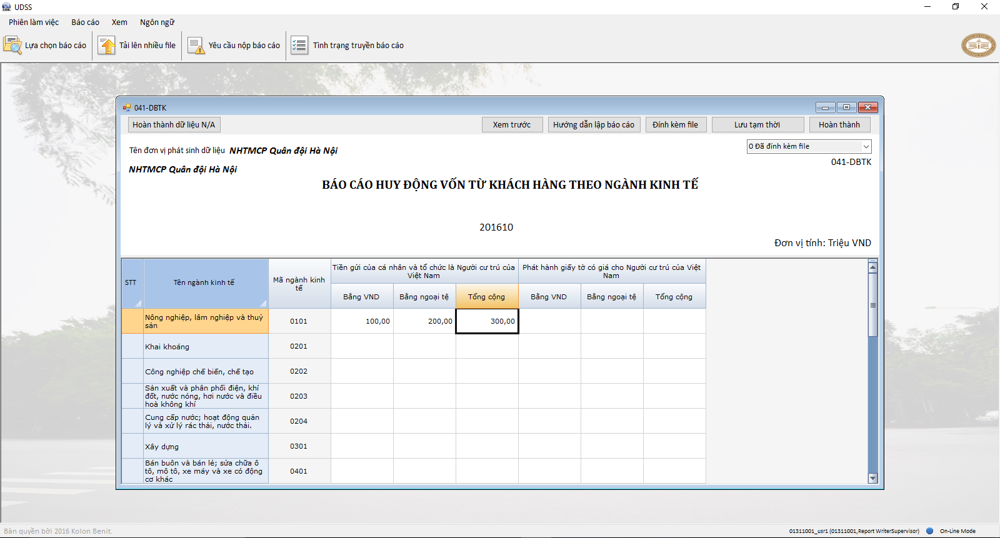 UDSS
Phiên làm việc Báo cáo Xem Ngôn ngữ
Lựa chọn báo cáo Tải lên nhiều file Yêu cầu nộp báo cáo Tình trạng truyền báo cáo
041-DBTK
Hoàn thành dữ liệu N/A Xem trước Hướng dẫn lập báo cáo Đính kèm file Lưu tạm thời Hoàn thành
Tên đơn vị phát sinh dữ liệu NHTMCP Quân đội Hà Nội
0 Đã đính kèm file
041-DBTK
NHTMCP Quân đội Hà Nội
BÁO CÁO HUY ĐỘNG VỐN TỪ KHÁCH HÀNG THEO NGÀNH KINH TẾ
201610
Đơn vị tính: Triệu VND
STT
Tên ngành kinh tế
Mã ngành kinh
tế
Tiền gửi của cá nhân và tổ chức là Người cư trú của
Việt Nam
Phát hành giấy tờ có giá cho Người cư trú của Việt
Nam
Bằng VND Bằng ngoại tệ Tổng cộng Bằng VND Bằng ngoại tệ Tổng cộng
Nông nghiệp, lâm nghiệp và thuỷ
sản
0101 100,00 200,00 300,00
Khai khoáng 0201
Công nghiệp chế biến, chế tạo 0202
Sản xuất và phân phối điện, khí
đốt, nước nóng, hơi nước và điều
hoà không khí
0203
Cung cấp nước; hoạt động quản
lý và xử lý rác thải, nước thải.
0204
Xây dựng 0301
Bán buôn và bán lẻ; sửa chữa ô
tô, mô tô, xe máy và xe có động
cơ khác
0401
Bản quyền bởi 2016 Kolon Benit.
01311001_usr1 (01311001,Report WriterSupervisor) On-Line Mode